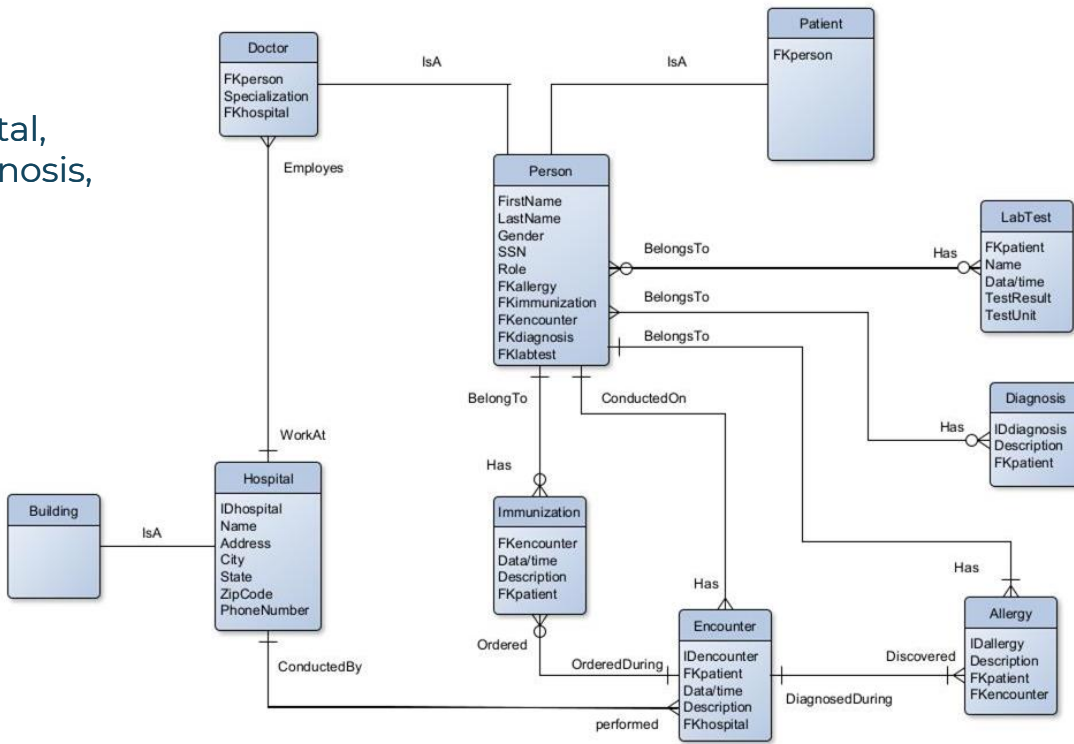 tal,
nosis,
Doctor
FKperson
Specialization
FKhospital
IsA
IsA
Patient
FKperson
Employes
Person
FirstName
LastName
Gender
SSN
Role
FKallergy
FKimmunization
FKencounter
FKdiagnosis
FKlabtest
BelongsTo
Has
LabTest
FKpatient
Name
Data/time
TestResult
TestUnit
BelongsTo
BelongsTo
BelongTo
ConductedOn
Has
Diagnosis
IDdiagnosis
Description
FKpatient
WorkAt
Has
Hospital
IDhospital
Name
Address
City
State
ZipCode
PhoneNumber
Building
IsA
Immunization
FKencounter
Data/time
Description
FKpatient
Has
Has
Ordered
OrderedDuring
Encounter
IDencounter
FKpatient
Data/time
Description
FKhospital
Discovered
DiagnosedDuring
Allergy
IDallergy
Description
FKpatient
FKencounter
ConductedBy
performed